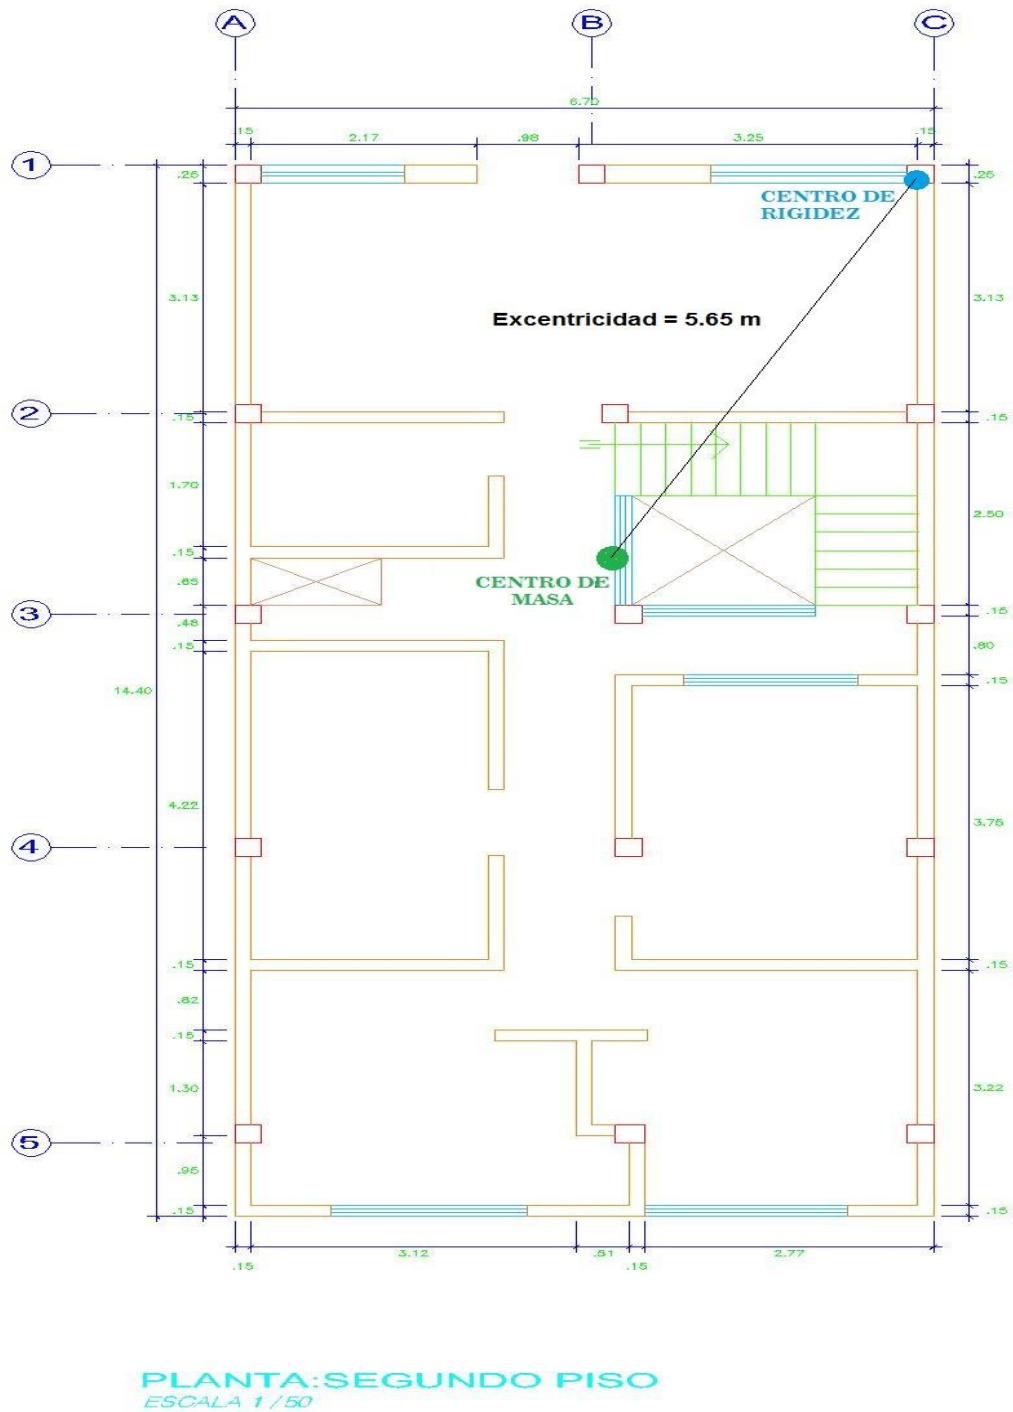 A B C
6.70
.15 2.17 .98 3.25 .15
1
.25 .25
CENTRO DE
RIGIDEZ
3.13 3.13
Excentricidad = 5.65 m
2
.15 .15
1.70 2.50
.15
CENTRO DE
MASA
.65
3
.48 .15
.15 .80
.15
14.40
4.22 3.75
4
.15 .15
.82
.15
1.30 3.22
5
.95
.15 .15
3.12 .51 2.77
.15 .15
PLANTA:SEGUNDO PISO
ESCALA 1/50